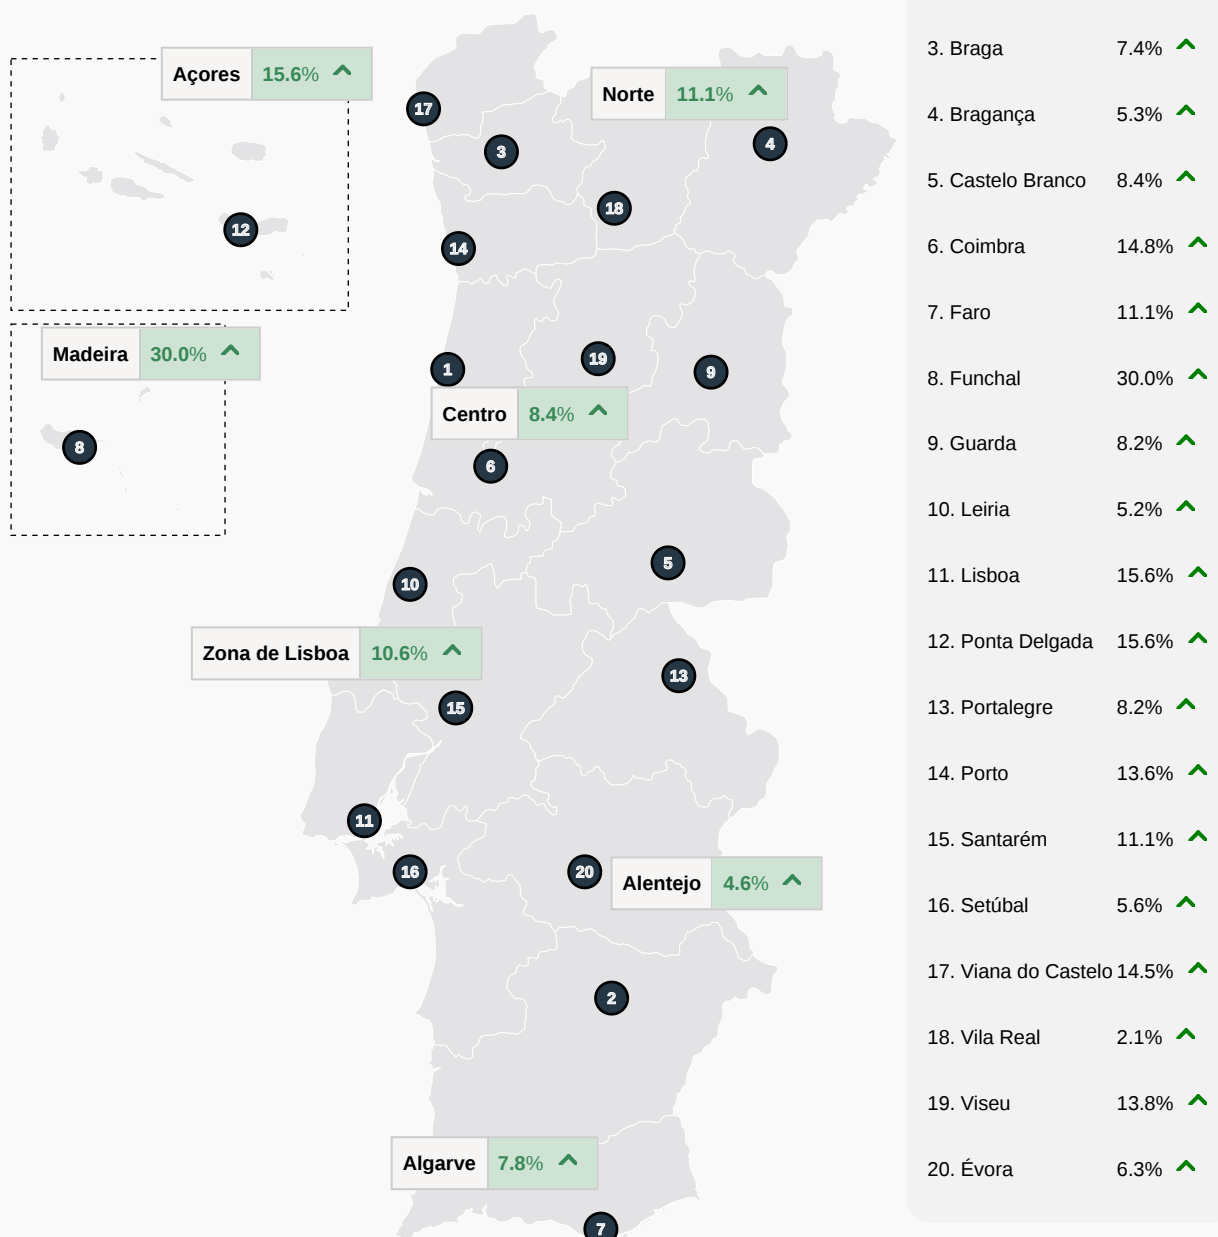 Açores 15.6%
Norte 11.1%
17
3
4
18
12
14
Madeira 30.0%
19
1
9
Centro 8.4%
8
6
5
10
Zona de Lisboa 10.6%
13
15
11
16
20
Alentejo 4.6%
2
Algarve 7.8%
7
3. Braga 7.4%
4. Bragança 5.3%
5. Castelo Branco 8.4%
6. Coimbra 14.8%
7. Faro 11.1%
8. Funchal 30.0%
9. Guarda 8.2%
10. Leiria 5.2%
11. Lisboa 15.6%
12. Ponta Delgada 15.6%
13. Portalegre 8.2%
14. Porto 13.6%
15. Santarém 11.1%
16. Setúbal 5.6%
17. Viana do Castelo 14.5%
18. Vila Real 2.1%
19. Viseu 13.8%
20. Évora 6.3%